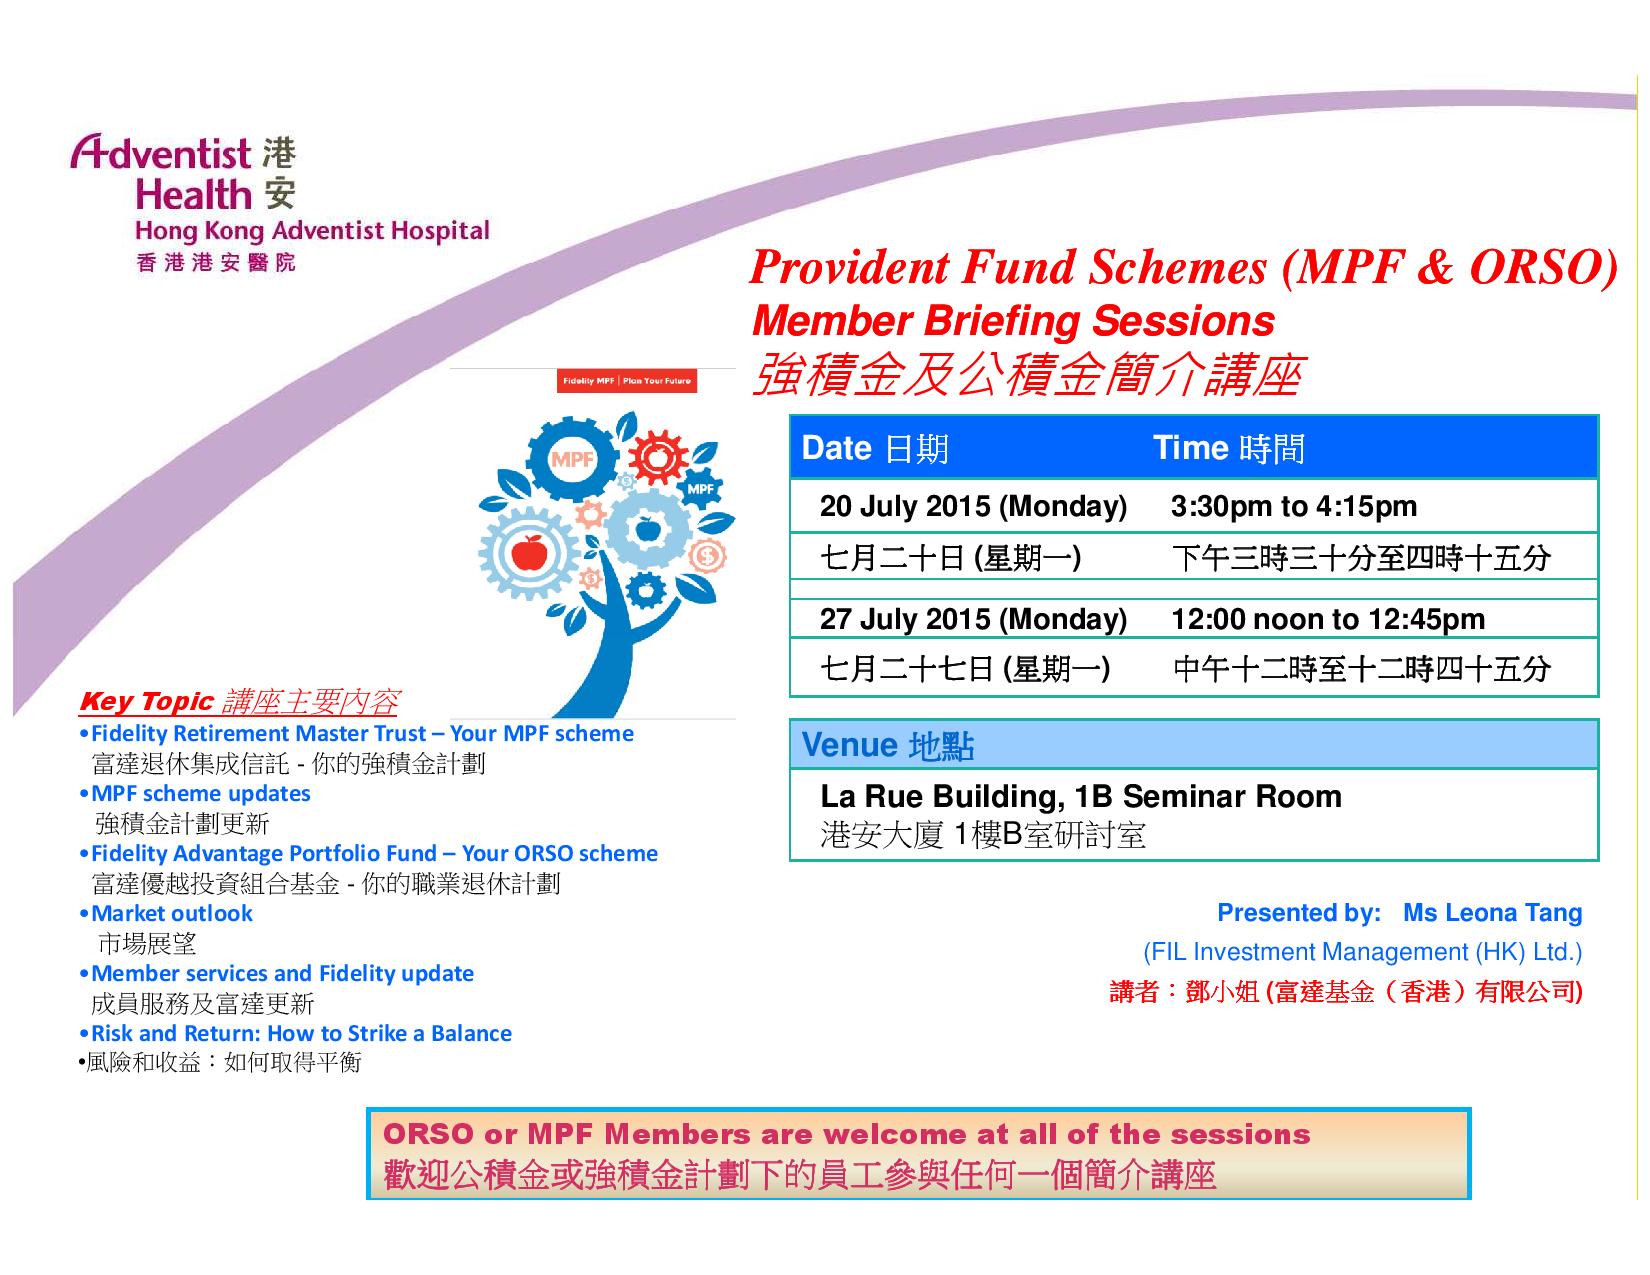 Adventist 港
Health 安
Hong Kong Adventist Hospital
香港港安醫院
Provident Fund Schemes (MPF & ORSO)
Member Briefing Sessions
強積金及公積金簡介講座
Fidelity MPF | Plan Your Future
MPF
MPF
$
$
$
Date 日期 Time 時間
20 July 2015 (Monday) 3:30pm to 4:15pm
七月二十日 (星期一) 下午三時三十分至四時十五分
27 July 2015 (Monday) 12:00 noon to 12:45pm
七月二十七日 (星期一) 中午十二時至十二時四十五分
Venue 地點
La Rue Building, 1B Seminar Room
港安大廈 1樓B室研討室
Key Topic 講座主要內容
•Fidelity Retirement Master Trust – Your MPF scheme
富達退休集成信託 - 你的強積金計劃
•MPF scheme updates
強積金計劃更新
•Fidelity Advantage Portfolio Fund – Your ORSO scheme
富達優越投資組合基金 - 你的職業退休計劃
•Market outlook
市場展望
•Member services and Fidelity update
成員服務及富達更新
•Risk and Return: How to Strike a Balance
•風險和收益：如何取得平衡
Presented by: Ms Leona Tang
(FIL Investment Management (HK) Ltd.)
講者：鄧小姐 (富達基金（香港）有限公司)
ORSO or MPF Members are welcome at all of the sessions
歡迎公積金或強積金計劃下的員工參與任何一個簡介講座